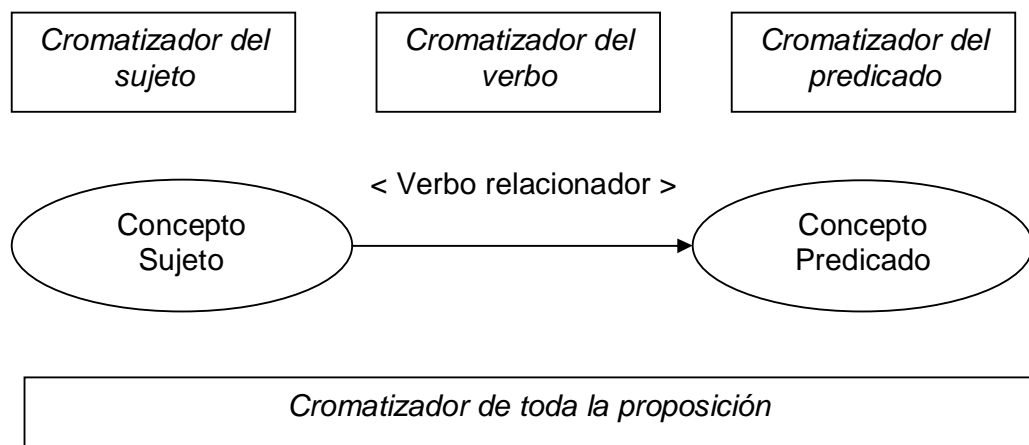 Cromatizador del
sujeto
Cromatizador del
verbo
Cromatizador del
predicado
< Verbo relacionador >
Concepto
Sujeto
Concepto
Predicado
Cromatizador de toda la proposición